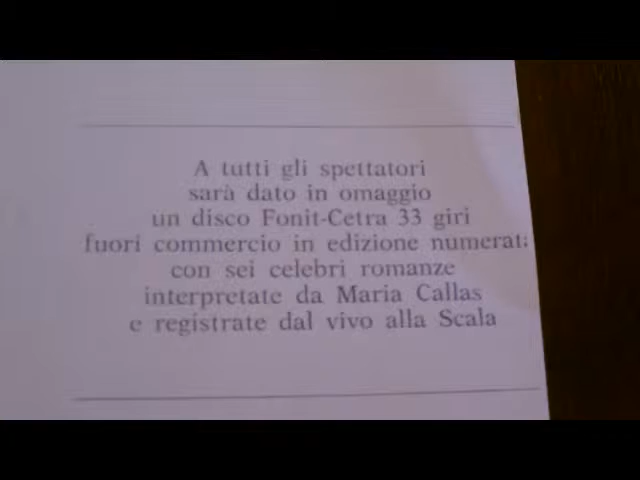 A tutti gli spettatori
sarà dato in omaggio
un disco Fonit-Cetra 33 giri
fuori commercio in edizione numerata
con sei celebri romanze
interpretate da Maria Callas
e registrate dal vivo alla Scala